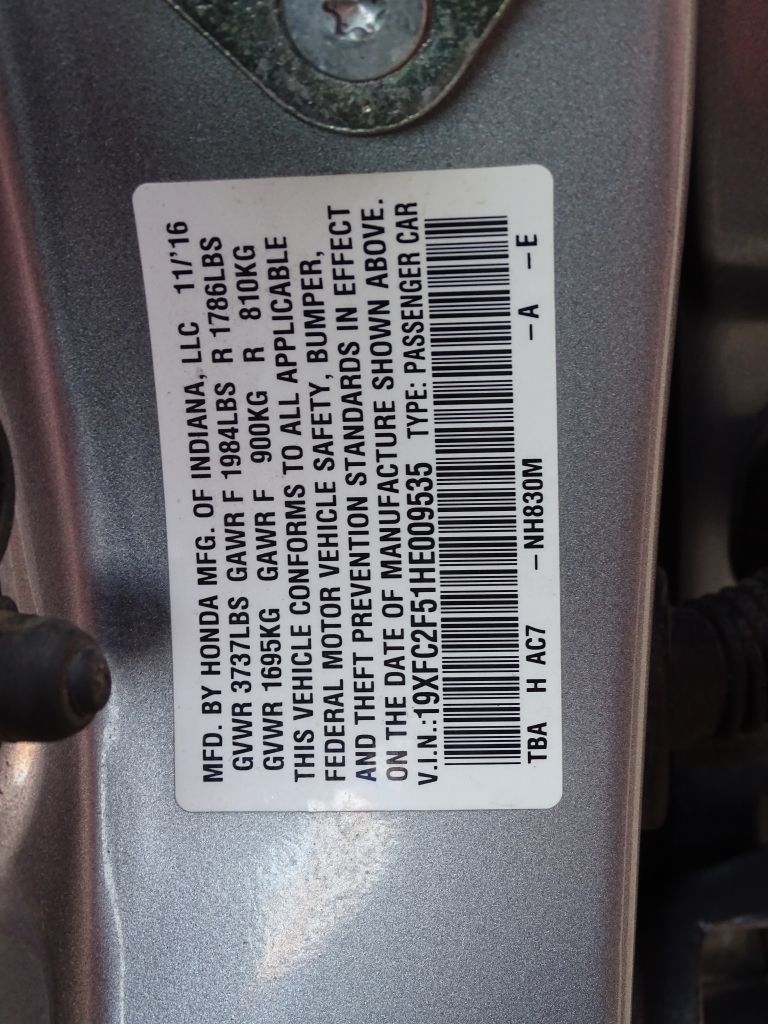 MFD. BY HONDA MFG. OF INDIANA, LLC 11/'16
GVWR 3737LBS GAWR F 1984LBS R 1786LBS
GVWR 1695KG GAWR F 900KG R 810KG
THIS VEHICLE CONFORMS TO ALL APPLICABLE
FEDERAL MOTOR VEHICLE SAFETY, BUMPER,
AND THEFT PREVENTION STANDARDS IN EFFECT
ON THE DATE OF MANUFACTURE SHOWN ABOVE.
V.I.N.:19XFC2F51HE009535 TYPE: PASSENGER CAR
TBA H AC7 -NH830M -A -E